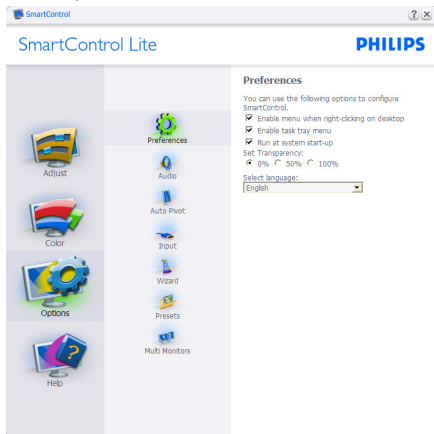 SmartControl
SmartControl Lite
PHILIPS
Adjust
Color
Options
Help
Preferences
Audio
Auto Pivot
Input
Wizard
Presets
Multi Monitors
Preferences
You can use the following options to configure
SmartControl.
Enable menu when right-clicking on desktop
Enable task tray menu
Run at system start-up
Set Transparency:
0% 50% 100%
Select language:
English